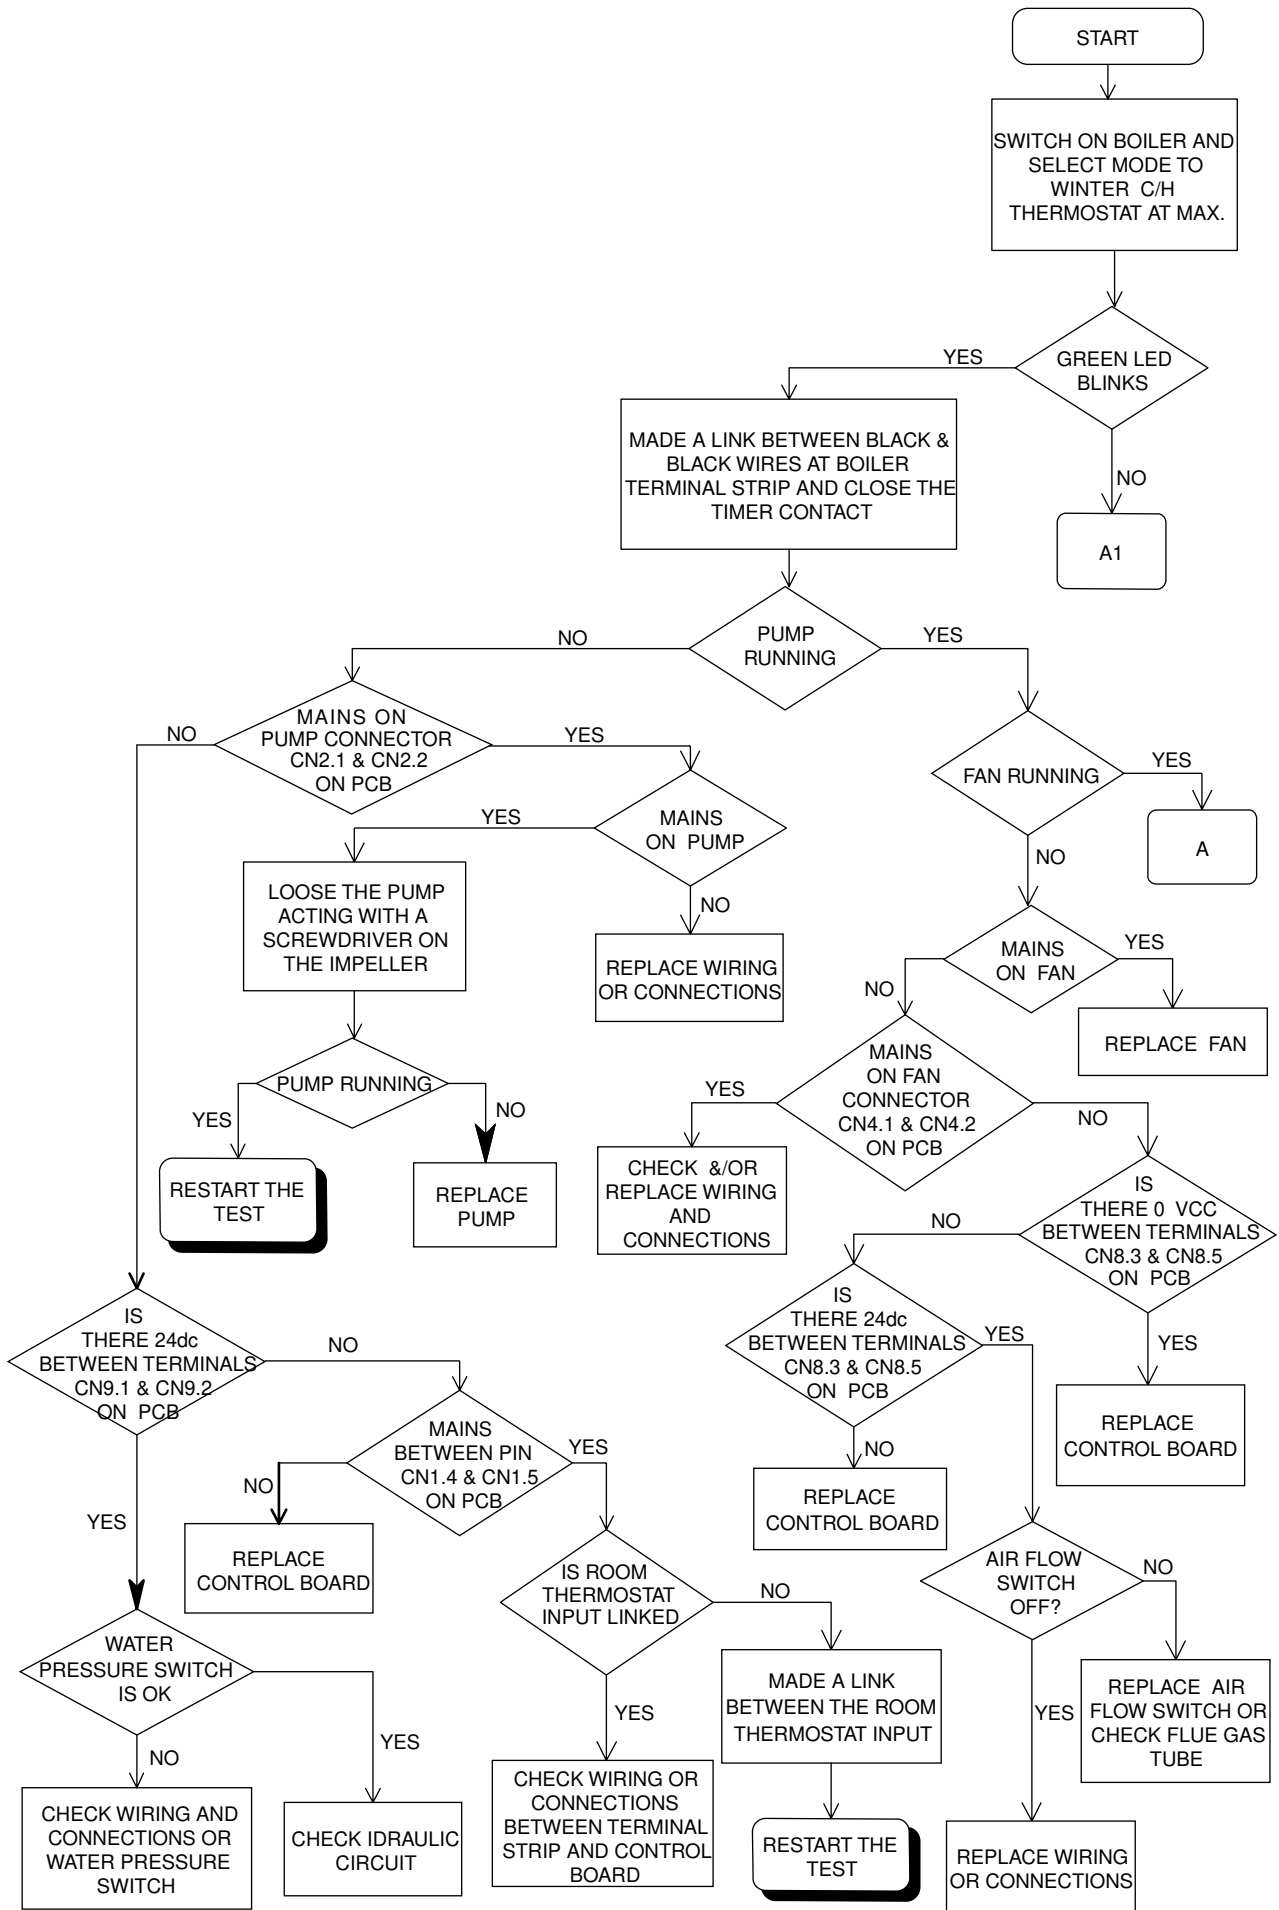 START
SWITCH ON BOILER AND
SELECT MODE TO
WINTER C/H
THERMOSTAT AT MAX.
GREEN LED
BLINKS
YES
NO
A1
MADE A LINK BETWEEN BLACK &
BLACK WIRES AT BOILER
TERMINAL STRIP AND CLOSE THE
TIMER CONTACT
PUMP
RUNNING
NO
YES
MAINS ON
PUMP CONNECTOR
CN2.1 & CN2.2
ON PCB
NO
YES
MAINS
ON PUMP
YES
NO
LOOSE THE PUMP
ACTING WITH A
SCREWDRIVER ON
THE IMPELLER
REPLACE WIRING
OR CONNECTIONS
PUMP RUNNING
YES
NO
RESTART THE
TEST
REPLACE
PUMP
FAN RUNNING
YES
A
NO
MAINS
ON FAN
YES
REPLACE FAN
NO
MAINS
ON FAN
CONNECTOR
CN4.1 & CN4.2
ON PCB
YES
NO
CHECK &/OR
REPLACE WIRING
AND
CONNECTIONS
IS
THERE 0 VCC
BETWEEN TERMINALS
CN8.3 & CN8.5
ON PCB
NO
YES
REPLACE
CONTROL BOARD
IS
THERE 24dc
BETWEEN TERMINALS
CN8.3 & CN8.5
ON PCB
YES
NO
REPLACE
CONTROL BOARD
AIR FLOW
SWITCH
OFF?
NO
YES
REPLACE AIR
FLOW SWITCH OR
CHECK FLUE GAS
TUBE
REPLACE WIRING
OR CONNECTIONS
IS
THERE 24dc
BETWEEN TERMINALS
CN9.1 & CN9.2
ON PCB
NO
YES
MAINS
BETWEEN PIN
CN1.4 & CN1.5
ON PCB
NO
YES
REPLACE
CONTROL BOARD
IS ROOM
THERMOSTAT
INPUT LINKED
NO
YES
MADE A LINK
BETWEEN THE ROOM
THERMOSTAT INPUT
RESTART THE
TEST
CHECK WIRING OR
CONNECTIONS
BETWEEN TERMINAL
STRIP AND CONTROL
BOARD
WATER
PRESSURE SWITCH
IS OK
NO
YES
CHECK WIRING AND
CONNECTIONS OR
WATER PRESSURE
SWITCH
CHECK IDRAULIC
CIRCUIT